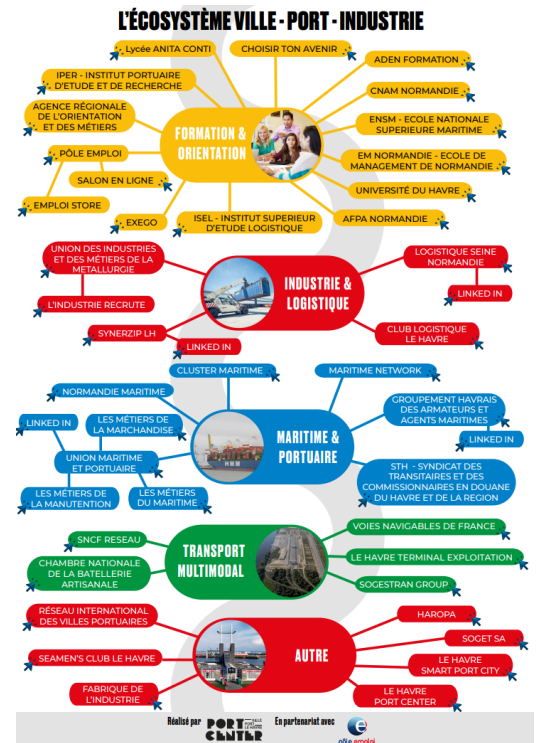 L'ÉCOSYSTÈME VILLE - PORT - INDUSTRIE
Lycée ANITA CONTI
CHOISIR TON AVENIR
ADEN FORMATION
IPER - INSTITUT PORTUAIRE
D'ETUDE ET DE RECHERCHE
CNAM NORMANDIE
AGENCE RÉGIONALE
DE L'ORIENTATION
ET DES MÉTIERS
FORMATION &
ORIENTATION
ENSM - ECOLE NATIONALE
SUPERIEURE MARITIME
PÔLE EMPLOI
EM NORMANDIE - ECOLE DE
MANAGEMENT DE NORMANDIE
SALON EN LIGNE
UNIVERSITÉ DU HAVRE
EMPLOI STORE
EXEGO
ISEL - INSTITUT SUPERIEUR
D'ETUDE LOGISTIQUE
AFPA NORMANDIE
UNION DES INDUSTRIES
ET DES MÉTIERS DE LA
METALLURGIE
LOGISTIQUE SEINE
NORMANDIE
INDUSTRIE &
LOGISTIQUE
LINKED IN
L'INDUSTRIE RECRUTE
SYNERZIP LH
LINKED IN
CLUB LOGISTIQUE
LE HAVRE
CLUSTER MARITIME
MARITIME NETWORK
NORMANDIE MARITIME
GROUPEMENT HAVRAIS
DES ARMATEURS ET
AGENTS MARITIMES
LINKED IN
LES MÉTIERS DE
LA MARCHANDISE
MARITIME &
PORTUAIRE
LINKED IN
UNION MARITIME
ET PORTUAIRE
STH - SYNDICAT DES
TRANSITAIRES ET DES
COMMISSIONNAIRES EN DOUANE
DU HAVRE ET DE LA REGION
LES MÉTIERS DE
LA MANUTENTION
LES MÉTIERS
DU MARITIME
SNCF RESEAU
VOIES NAVIGABLES DE FRANCE
TRANSPORT
MULTIMODAL
LE HAVRE TERMINAL EXPLOITATION
CHAMBRE NATIONALE
DE LA BATELLERIE
ARTISANALE
SOGESTRAN GROUP
RÉSEAU INTERNATIONAL
DES VILLES PORTUAIRES
HAROPA
SOGET SA
SEAMEN'S CLUB LE HAVRE
AUTRE
LE HAVRE
SMART PORT CITY
FABRIQUE DE
L'INDUSTRIE
LE HAVRE
PORT CENTER
Réalisé par
PORT
CENTER
En partenariat avec
pôle emploi